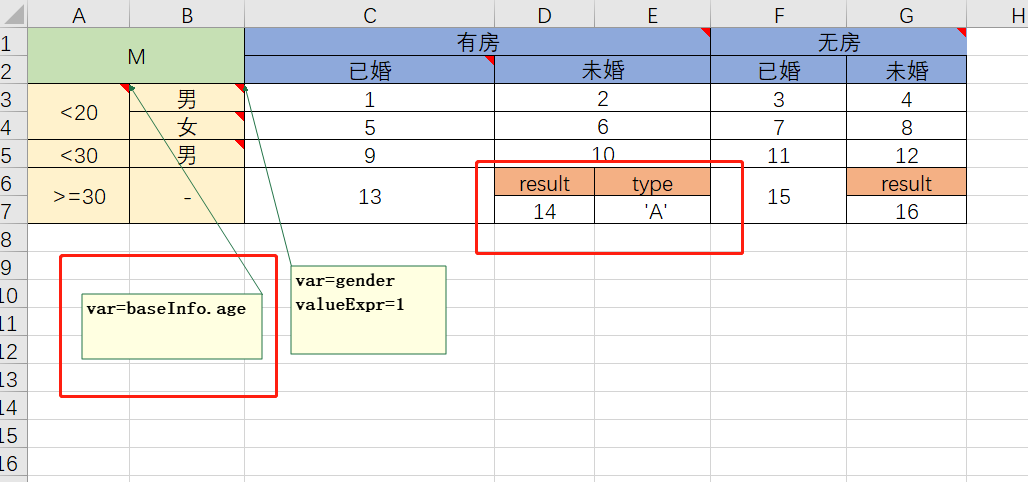 A B C D E F G H
1 M 有房 无房
2 已婚 未婚 已婚 未婚
3 <20 男 1 2 3 4
4 女 5 6 7 8
5 <30 男 9 10 11 12
6 >=30 - 13 result type 15 result
7 14 'A' 16
8
9
10 var=baseInfo.age var=gender
valueExpr=1
11
12
13
14
15
16